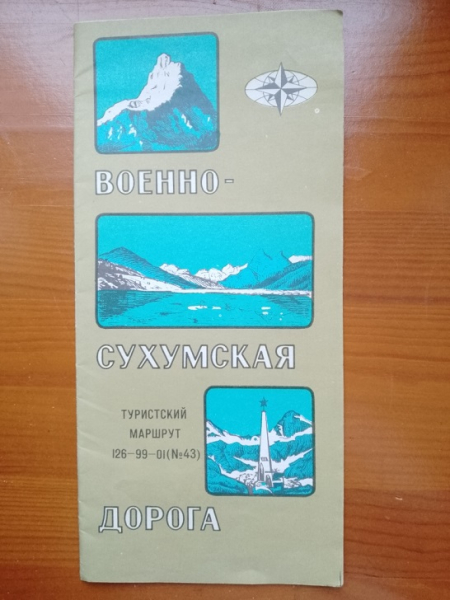 ВОЕННО-
СУХУМСКАЯ
ТУРИСТСКИЙ
МАРШРУТ
126-99-01(№43)
ДОРОГА